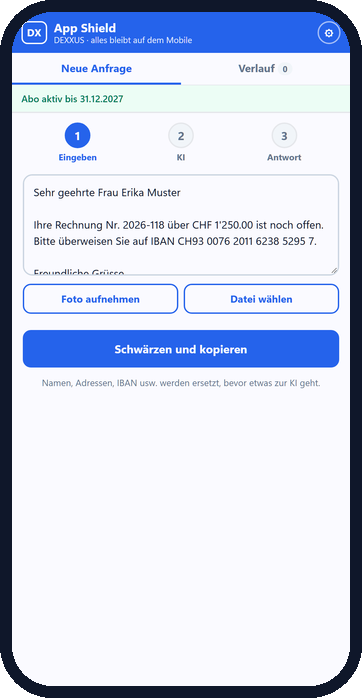 DX
App Shield
DEXXUS · alles bleibt auf dem Mobile
Neue Anfrage
Verlauf 0
Abo aktiv bis 31.12.2027
1
2
3
Eingeben
KI
Antwort
Sehr geehrte Frau Erika Muster
Ihre Rechnung Nr. 2026-118 über CHF 1'250.00 ist noch offen.
Bitte überweisen Sie auf IBAN CH93 0076 2011 6238 5295 7.
Freundliche Grüsse
Foto aufnehmen
Datei wählen
Schwärzen und kopieren
Namen, Adressen, IBAN usw. werden ersetzt, bevor etwas zur KI geht.